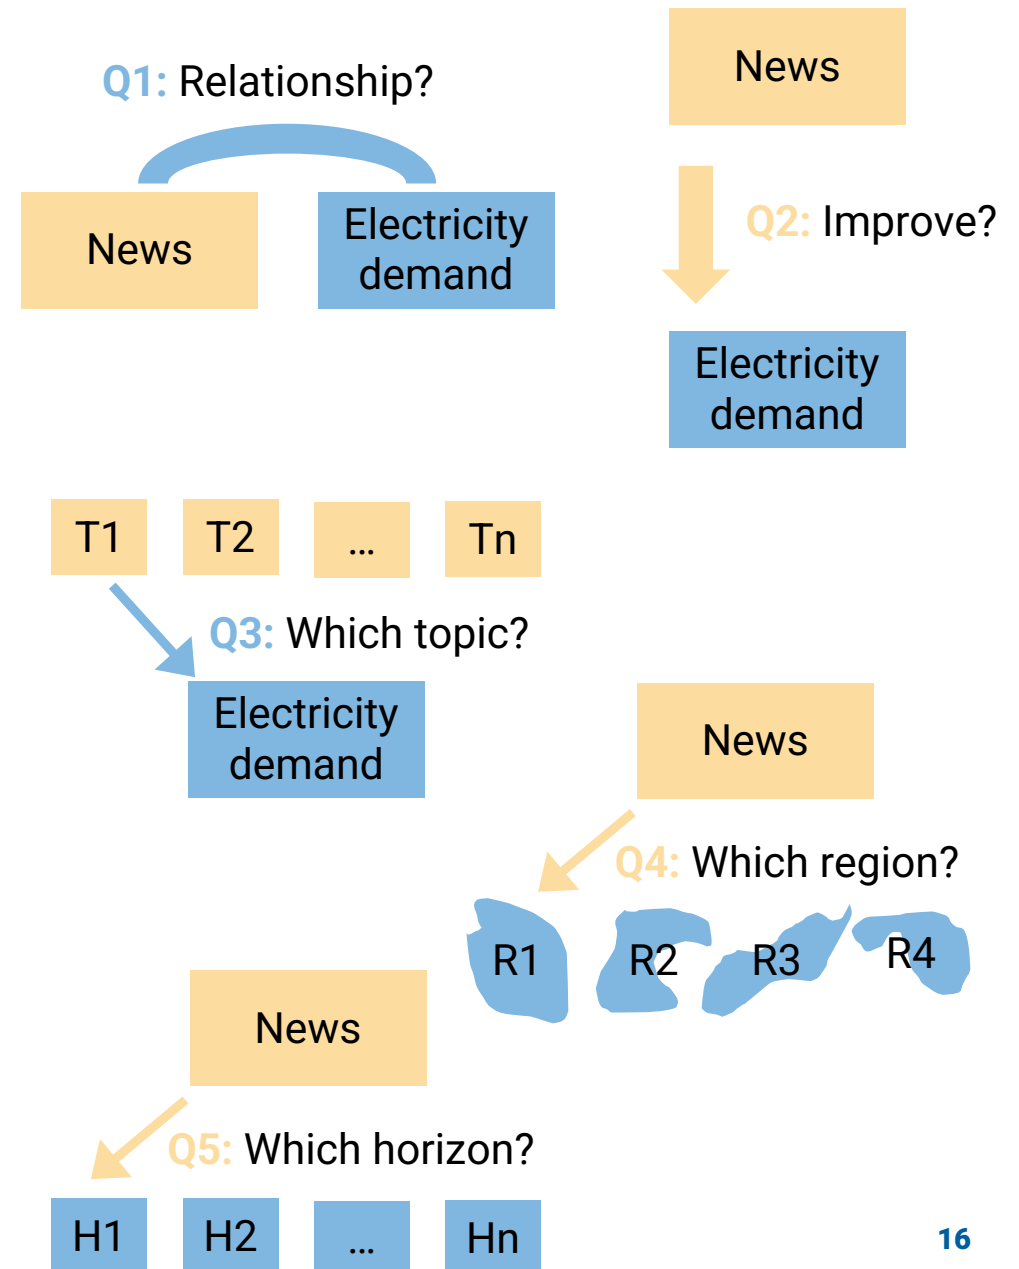 Q1: Relationship?
News
Electricity
demand
News
Q2: Improve?
Electricity
demand
T1
T2
...
Tn
Q3: Which topic?
Electricity
demand
News
Q4: Which region?
R1
R2
R3
R4
News
Q5: Which horizon?
H1
H2
...
Hn
16